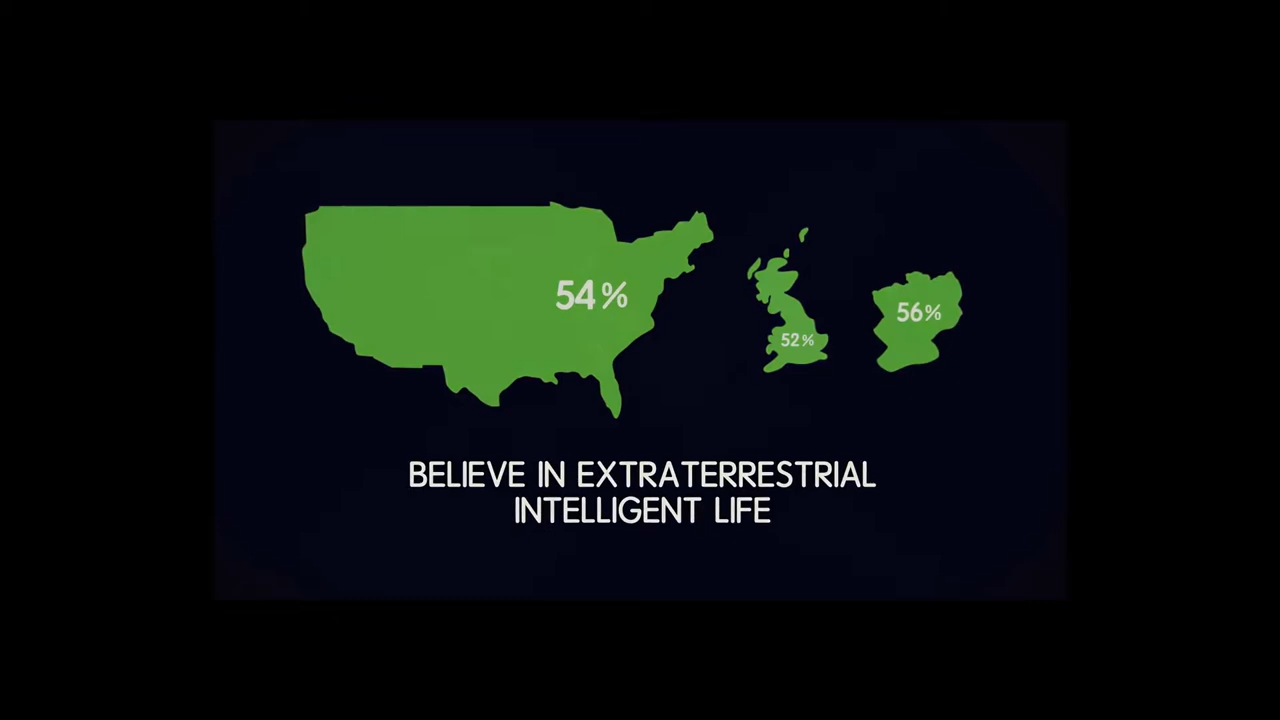 54%
52%
56%
BELIEVE IN EXTRATERRESTRIAL
INTELLIGENT LIFE